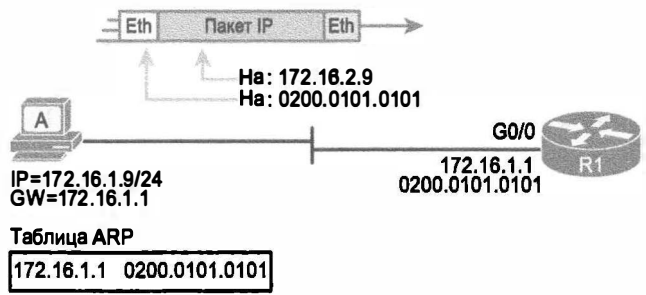 Eth Пакет IP Eth
На: 172.16.2.9
На: 0200.0101.0101
A
G0/0
R1
172.16.1.1
0200.0101.0101
IP=172.16.1.9/24
GW=172.16.1.1
Таблица ARP
172.16.1.1 0200.0101.0101